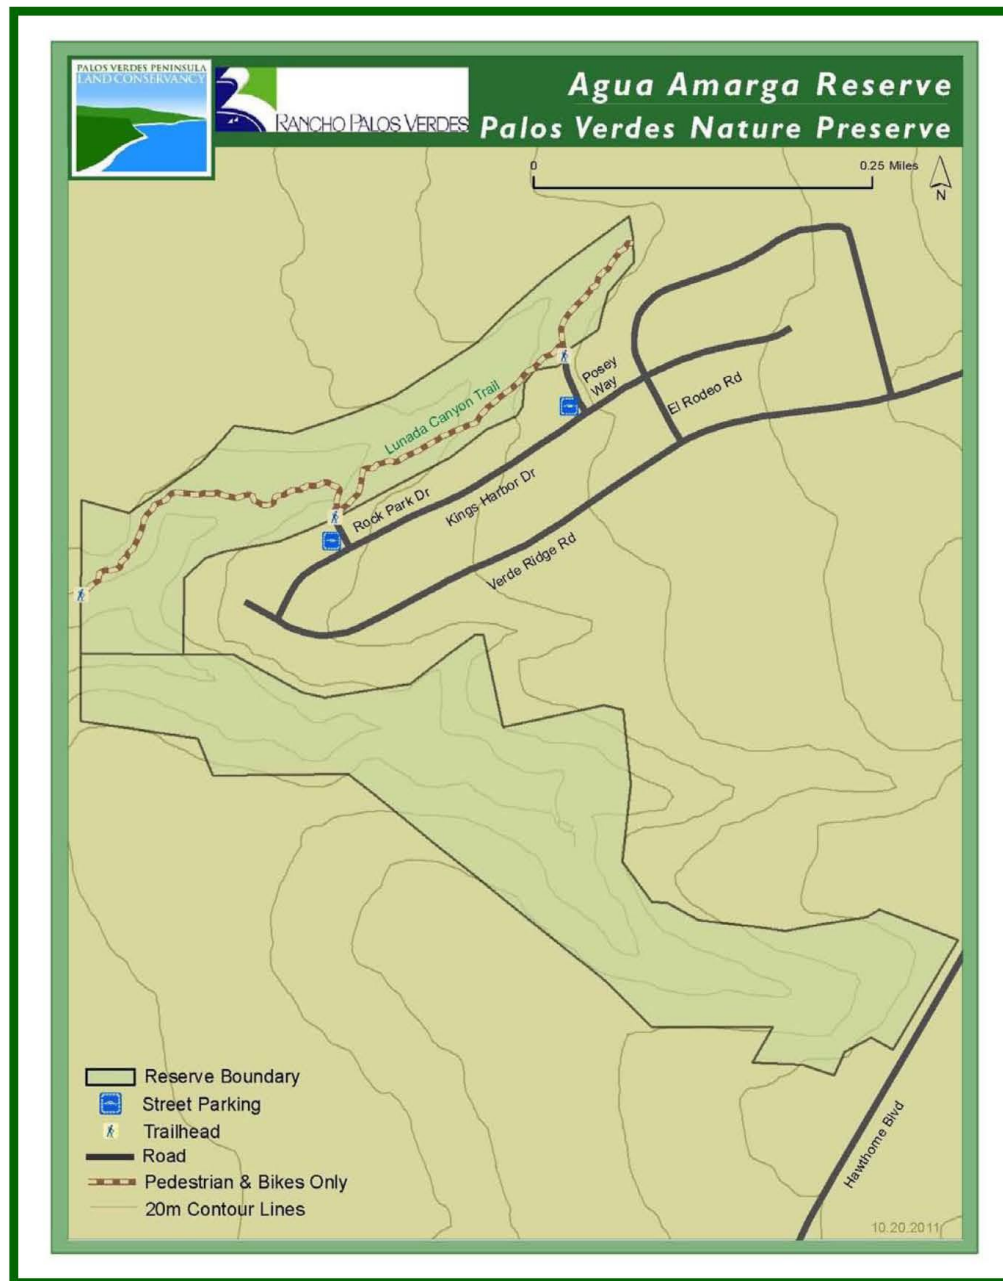 PALOS VERDES PENINSULA
LAND CONSERVANCY
RANCHO PALOS VERDES
Agua Amarga Reserve
Palos Verdes Nature Preserve
0
0.25 Miles
N
Posey
Way
El Rodeo Rd
Lunada Canyon Trail
Rock Park Dr
Kings Harbor Dr
Verde Ridge Rd
Reserve Boundary
Street Parking
Trailhead
Road
Pedestrian & Bikes Only
20m Contour Lines
Hawthorne Blvd
10.20.2011